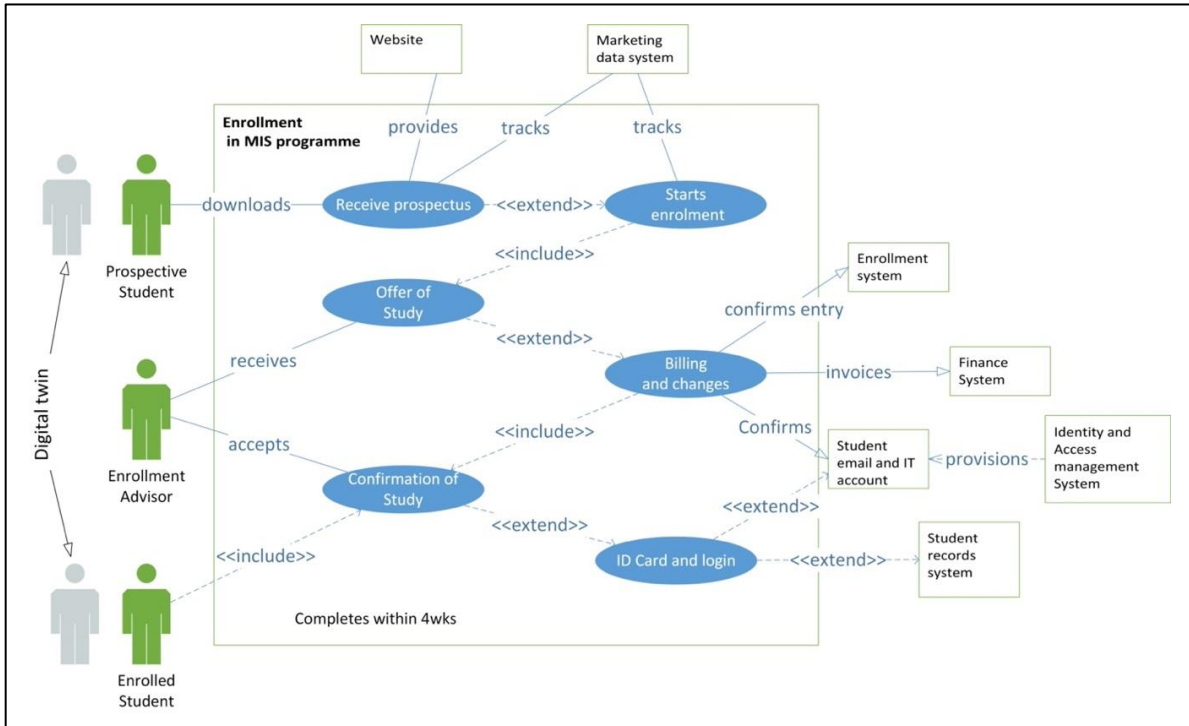 Website
Marketing
data system
Enrollment
in MIS programme
provides
tracks
tracks
downloads
Receive prospectus
<<extend>>
Starts
enrolment
Prospective
Student
<<include>>
Offer of
Study
<<extend>>
Enrollment
system
confirms entry
receives
Billing
and changes
invoices
Finance
System
Digital twin
accepts
<<include>>
Confirms
Student
email and IT
account
provisions
Identity and
Access
management
System
Enrollment
Advisor
Confirmation of
Study
<<extend>>
<<extend>>
<<include>>
ID Card and login
<<extend>>
Student
records
system
Completes within 4wks
Enrolled
Student